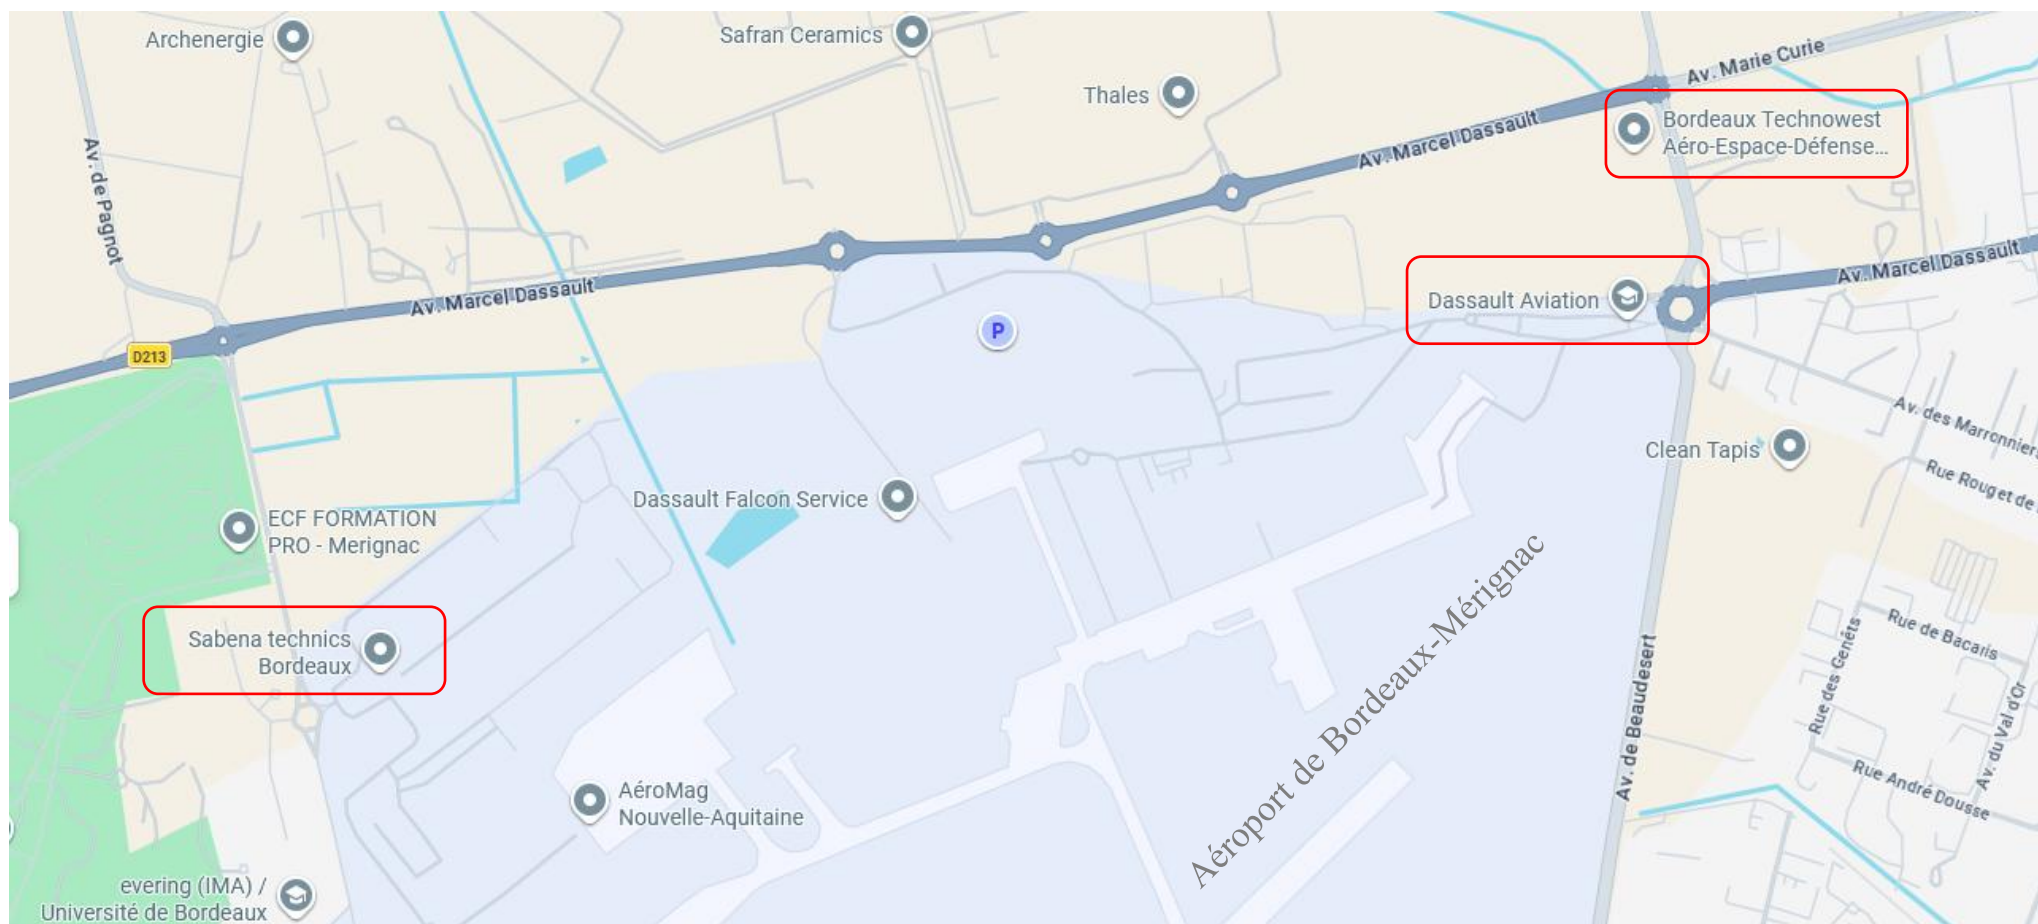 Archenergie
Safran Ceramics
Thales
Av. Marie Curie
Bordeaux Technowest
Aéro-Espace-Défense...
Av. Marcel Dassault
Av. de Pagnot
Av. Marcel Dassault
Av. Marcel Dassault
Dassault Aviation
P
D213
Av. des Marronniers
Clean Tapis
Rue Rouget de
Dassault Falcon Service
ECF FORMATION
PRO - Merignac
Aéroport de Bordeaux-Mérignac
Sabena technics
Bordeaux
Rue de Bacaris
Rue des Genêts
Av. de Beaudesert
Av. du Val d'Or
Rue André Dousse
AéroMag
Nouvelle-Aquitaine
evering (IMA) /
Université de Bordeaux